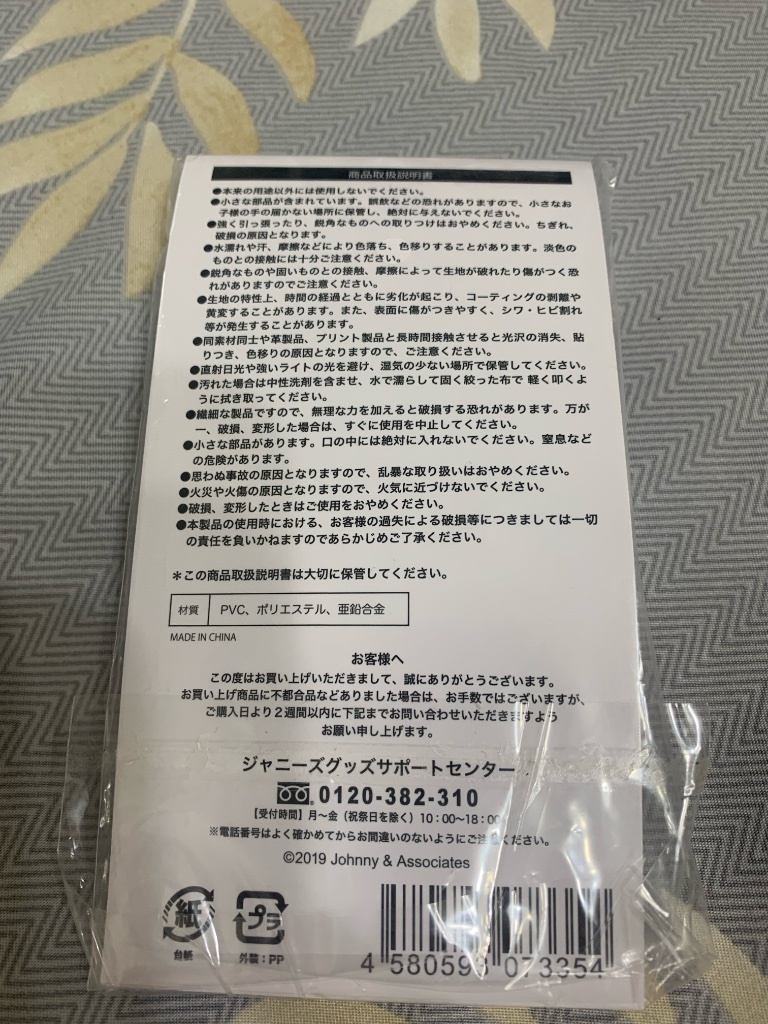 商品取扱説明書
●本来の用途以外には使用しないでください。
●小さな部品が含まれています。誤飲などの恐れがありますので、小さなお
子様の手の届かない場所に保管し、絶対に与えないでください。
●強く引っ張ったり、鋭角なものへの取りつけはおやめください。ちぎれ、
破損の原因となります。
●水濡れや汗、摩擦などにより色落ち、色移りすることがあります。淡色の
ものとの接触には十分ご注意ください。
●鋭角なものや固いものとの接触、摩擦によって生地が破れたり傷がつく恐
れがありますのでご注意ください。
●生地の特性上、時間の経過とともに劣化が起こり、コーティングの剥離や
黄変することがあります。また、表面に傷がつきやすく、シワ・ヒビ割れ
等が発生することがあります。
●同素材同士や革製品、プリント製品と長時間接触させると光沢の消失、貼
りつき、色移りの原因となりますので、ご注意ください。
●直射日光や強いライトの光を避け、湿気の少ない場所で保管してください。
●汚れた場合は中性洗剤を含ませ、水で濡らして固く絞った布で 軽く叩くよ
うに拭き取ってください。
●繊細な製品ですので、無理な力を加えると破損する恐れがあります。万が
一、破損、変形した場合は、すぐに使用を中止してください。
●小さな部品があります。口の中には絶対に入れないでください。窒息など
の危険があります。
●思わぬ事故の原因となりますので、乱暴な取り扱いはおやめください。
●火災や火傷の原因となりますので、火気に近づけないでください。
●破損、変形したときはご使用をおやめください。
●本製品の使用時における、お客様の過失による破損等につきましては一切
の責任を負いかねますのであらかじめご了承ください。
＊この商品取扱説明書は大切に保管してください。
材質 PVC、ポリエステル、亜鉛合金
MADE IN CHINA
お客様へ
この度はお買い上げいただきまして、誠にありがとうございます。
お買い上げ商品に不都合品などありました場合は、お手数ではございますが、
ご購入日より2週間以内に下記までお問い合わせいただきますよう
お願い申し上げます。
ジャニーズグッズサポートセンター
0120-382-310
【受付時間】月～金（祝祭日を除く）10:00～18:00
※電話番号はよく確かめてからお間違いのないようにご注意ください。
©2019 Johnny & Associates
紙 プラ
台紙 外装:PP
4 580593 073354